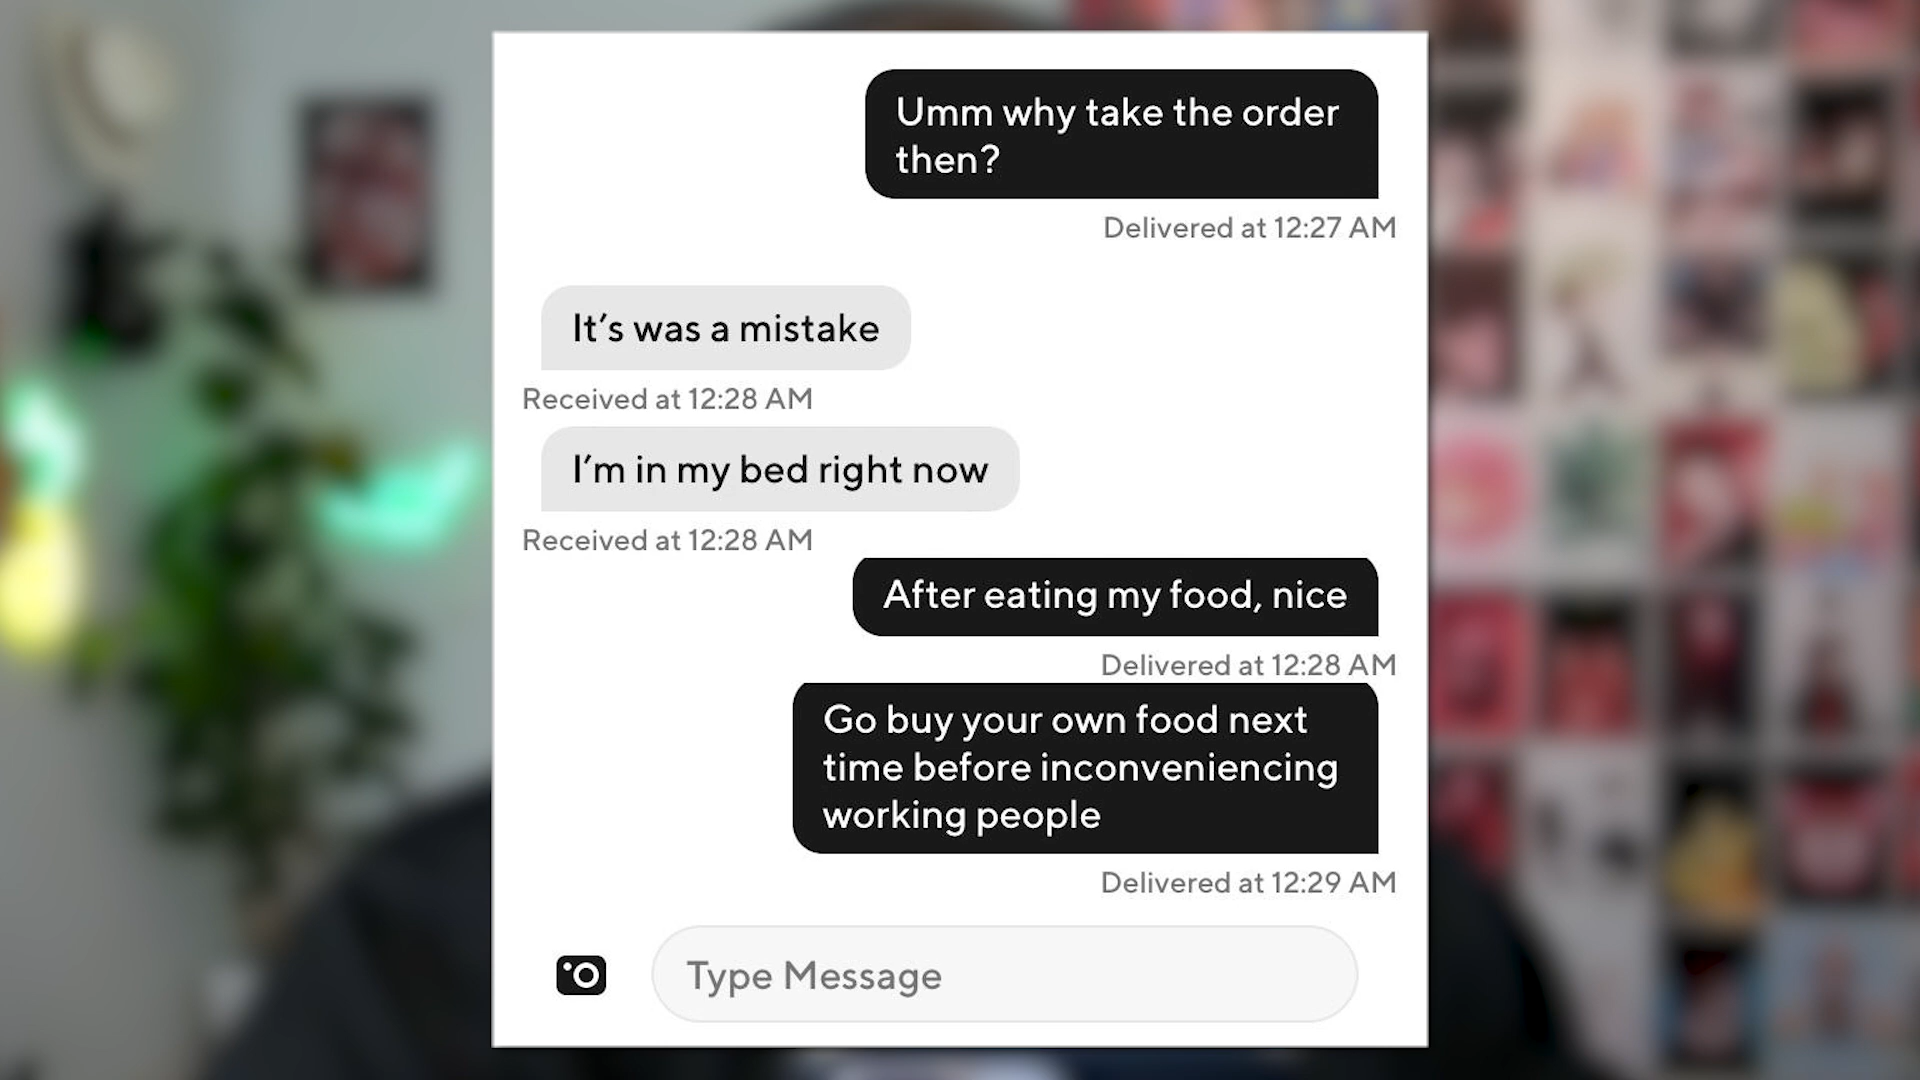 Umm why take the order
then?
Delivered at 12:27 AM
It’s was a mistake
Received at 12:28 AM
I’m in my bed right now
Received at 12:28 AM
After eating my food, nice
Delivered at 12:28 AM
Go buy your own food next
time before inconveniencing
working people
Delivered at 12:29 AM
Type Message